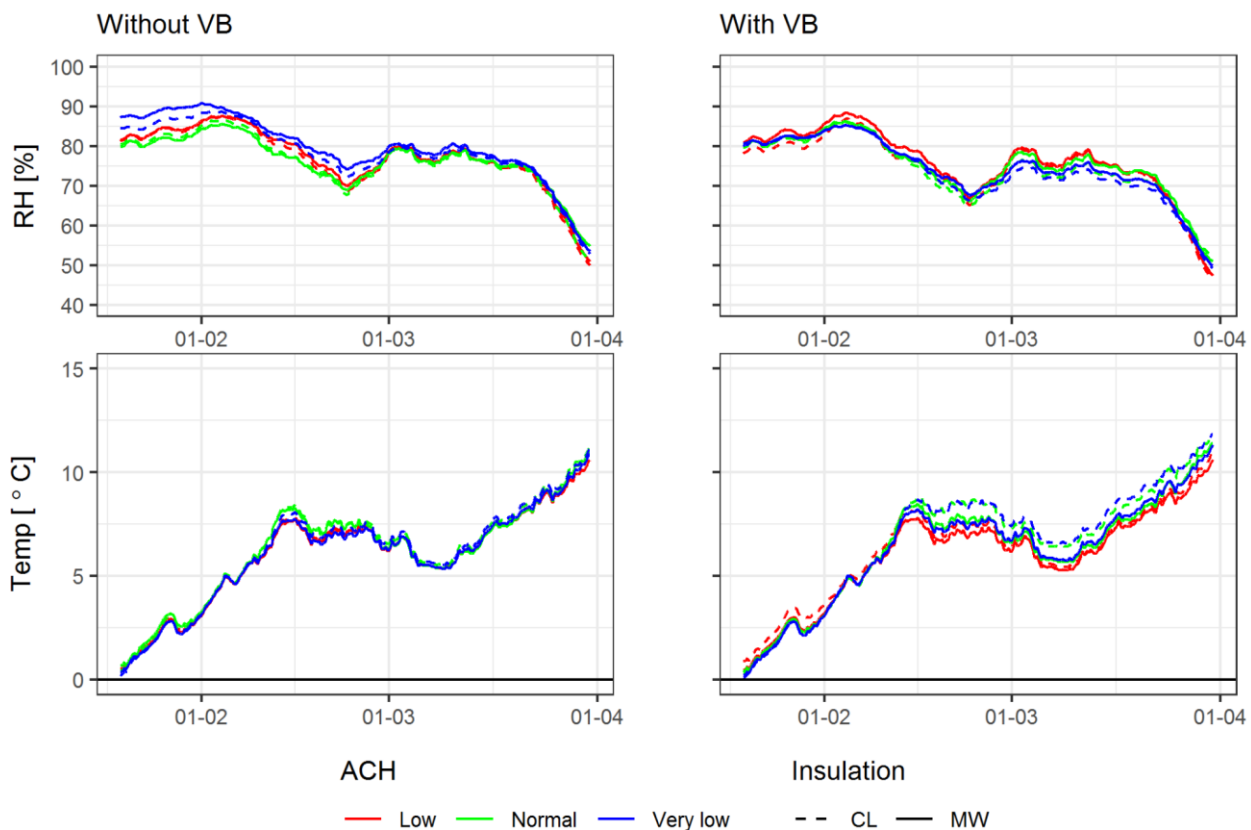 Without VB
With VB
RH [%]
100
90
80
70
60
50
40
01-02 01-03 01-04
01-02 01-03 01-04
Temp [ ° C]
15
10
5
0
01-02 01-03 01-04
01-02 01-03 01-04
ACH
Insulation
Low Normal Very low CL MW